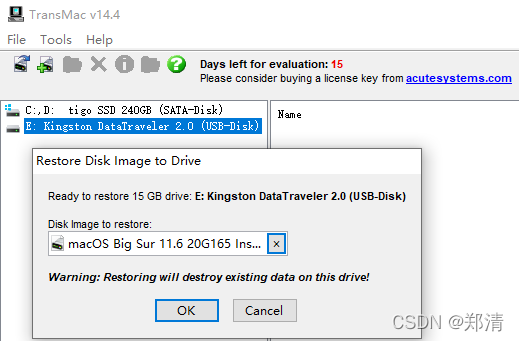 TransMac v14.4
File Tools Help
Days left for evaluation: 15
Please consider buying a license key from acutesystems.com
C:,D: tigo SSD 240GB (SATA-Disk)
E: Kingston DataTraveler 2.0 (USB-Disk)
Name
Restore Disk Image to Drive
Ready to restore 15 GB drive: E: Kingston DataTraveler 2.0 (USB-Disk)
Disk Image to restore:
macOS Big Sur 11.6 20G165 Ins...
Warning: Restoring will destroy existing data on this drive!
OK Cancel
CSDN @郑清